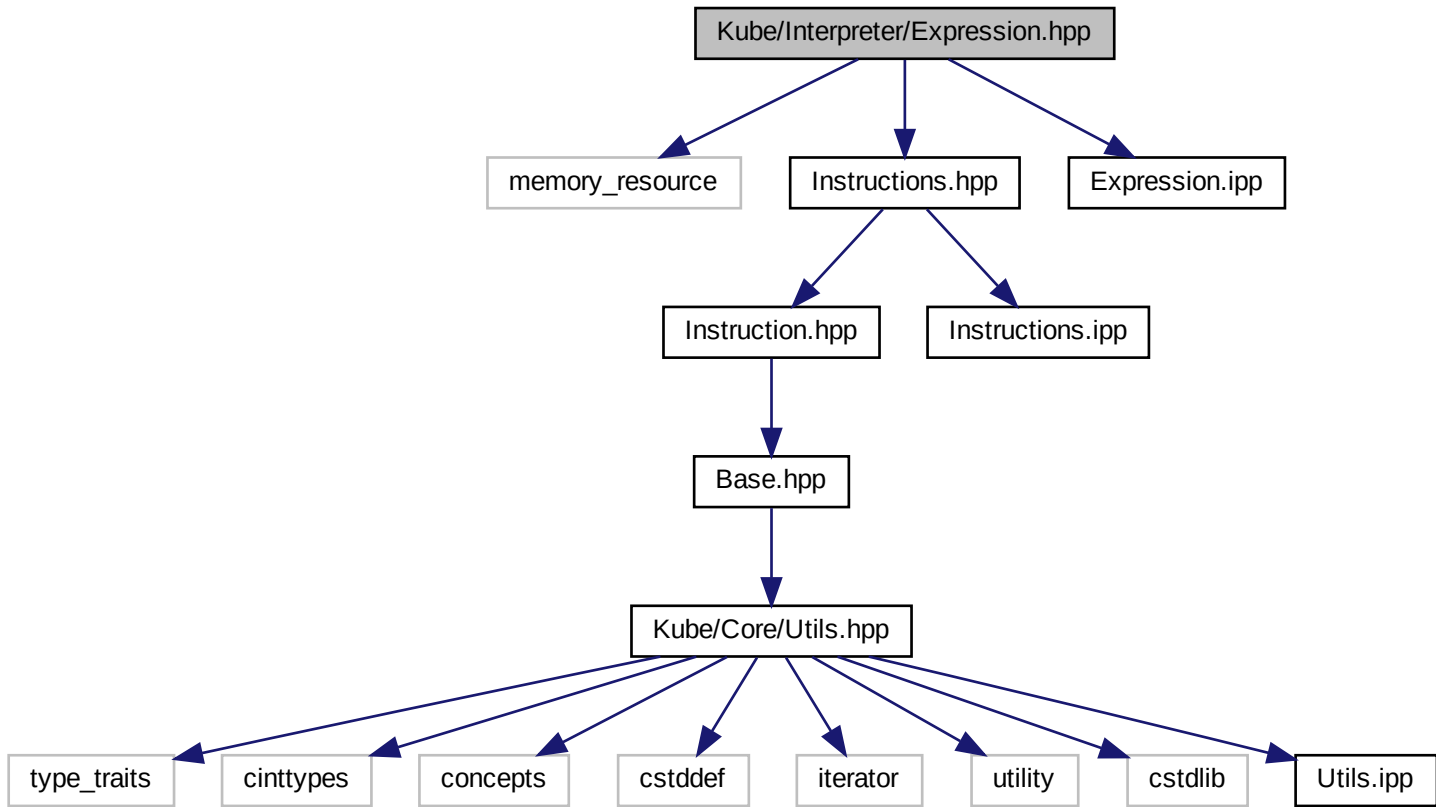 Kube/Interpreter/Expression.hpp
memory_resource
Instructions.hpp
Expression.ipp
Instruction.hpp
Instructions.ipp
Base.hpp
Kube/Core/Utils.hpp
type_traits
cinttypes
concepts
cstddef
iterator
utility
cstdlib
Utils.ipp